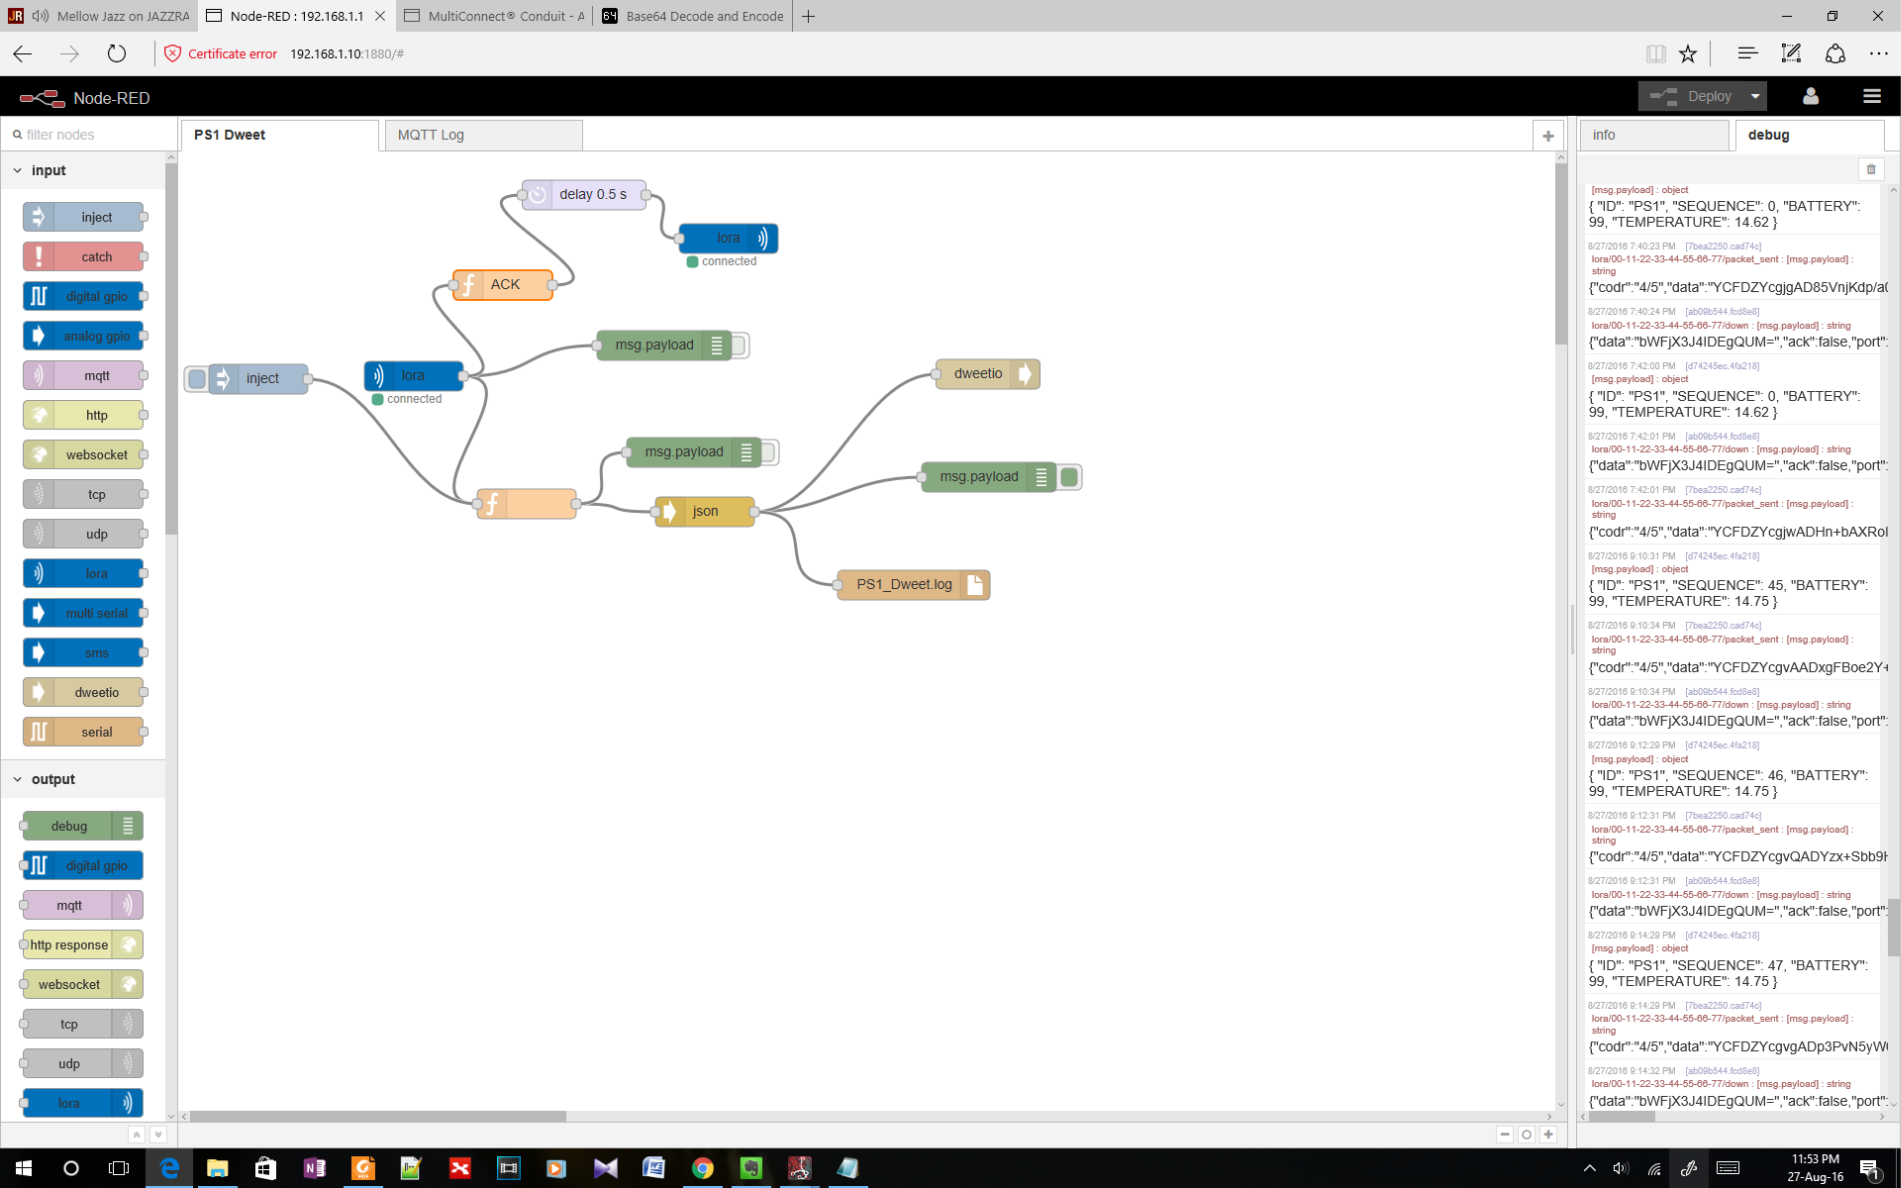 Mellow Jazz on JAZZRA
Node-RED : 192.168.1.1
MultiConnect® Conduit - A
Base64 Decode and Encode
Certificate error
192.168.1.10:1880/#
Node-RED
Deploy
filter nodes
PS1 Dweet
MQTT Log
info
debug
input
inject
catch
digital gpio
analog gpio
mqtt
http
websocket
tcp
udp
lora
multi serial
sms
dweetio
serial
output
debug
digital gpio
mqtt
http response
websocket
tcp
udp
lora
delay 0.5 s
lora
connected
ACK
msg.payload
inject
lora
connected
dweetio
msg.payload
msg.payload
json
PS1_Dweet.log
[msg.payload] : object
{ "ID": "PS1", "SEQUENCE": 0, "BATTERY":
99, "TEMPERATURE": 14.62 }
8/27/2016 7:40:23 PM [7bea2250.cad74c]
lora/00-11-22-33-44-55-66-77/packet_sent : [msg.payload] :
string
{"codr":"4/5","data":"YCFDZYcgjgAD85VnjKdp/a0
8/27/2016 7:40:24 PM [ab09b544.fcd8e8]
lora/00-11-22-33-44-55-66-77/down : [msg.payload] : string
{"data":"bWFjX3J4IDEgQUM=","ack":false,"port":
8/27/2016 7:42:00 PM [d74245ec.4fa218]
[msg.payload] : object
{ "ID": "PS1", "SEQUENCE": 0, "BATTERY":
99, "TEMPERATURE": 14.62 }
8/27/2016 7:42:01 PM [ab09b544.fcd8e8]
lora/00-11-22-33-44-55-66-77/down : [msg.payload] : string
{"data":"bWFjX3J4IDEgQUM=","ack":false,"port":
8/27/2016 7:42:01 PM [7bea2250.cad74c]
lora/00-11-22-33-44-55-66-77/packet_sent : [msg.payload] :
string
{"codr":"4/5","data":"YCFDZYcgjwADHn+bAXRol
8/27/2016 9:10:31 PM [d74245ec.4fa218]
[msg.payload] : object
{ "ID": "PS1", "SEQUENCE": 45, "BATTERY":
99, "TEMPERATURE": 14.75 }
8/27/2016 9:10:34 PM [7bea2250.cad74c]
lora/00-11-22-33-44-55-66-77/packet_sent : [msg.payload] :
string
{"codr":"4/5","data":"YCFDZYcgvAADxgFBoe2Y+
8/27/2016 9:10:34 PM [ab09b544.fcd8e8]
lora/00-11-22-33-44-55-66-77/down : [msg.payload] : string
{"data":"bWFjX3J4IDEgQUM=","ack":false,"port":
8/27/2016 9:12:29 PM [d74245ec.4fa218]
[msg.payload] : object
{ "ID": "PS1", "SEQUENCE": 46, "BATTERY":
99, "TEMPERATURE": 14.75 }
8/27/2016 9:12:31 PM [7bea2250.cad74c]
lora/00-11-22-33-44-55-66-77/packet_sent : [msg.payload] :
string
{"codr":"4/5","data":"YCFDZYcgvQADYzx+Sbb9H
8/27/2016 9:12:31 PM [ab09b544.fcd8e8]
lora/00-11-22-33-44-55-66-77/down : [msg.payload] : string
{"data":"bWFjX3J4IDEgQUM=","ack":false,"port":
8/27/2016 9:14:29 PM [d74245ec.4fa218]
[msg.payload] : object
{ "ID": "PS1", "SEQUENCE": 47, "BATTERY":
99, "TEMPERATURE": 14.75 }
8/27/2016 9:14:29 PM [7bea2250.cad74c]
lora/00-11-22-33-44-55-66-77/packet_sent : [msg.payload] :
string
{"codr":"4/5","data":"YCFDZYcgvgADp3PvN5yW
8/27/2016 9:14:32 PM [ab09b544.fcd8e8]
lora/00-11-22-33-44-55-66-77/down : [msg.payload] : string
{"data":"bWFjX3J4IDEgQUM=","ack":false,"port":
11:53 PM
27-Aug-16
1